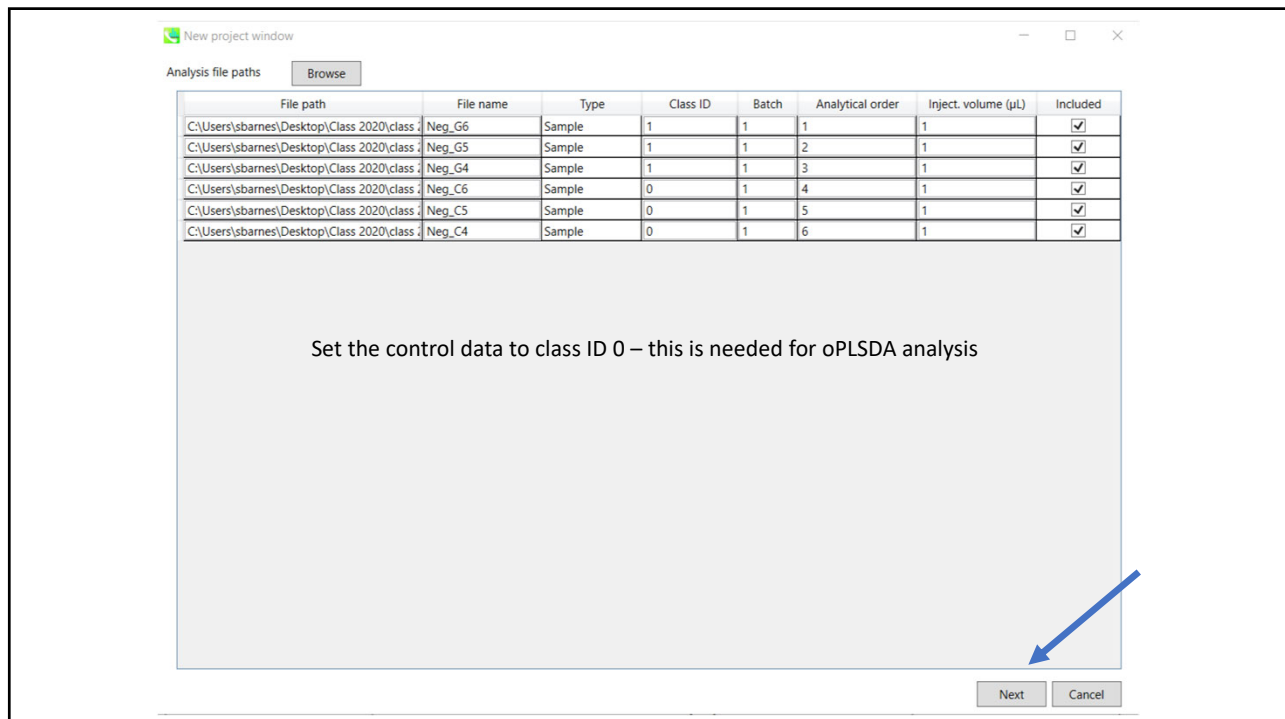 New project window
Analysis file paths Browse
File path File name Type Class ID Batch Analytical order Inject. volume (μL) Included
C:\Users\sbarnes\Desktop\Class 2020\class Neg_G6 Sample 1 1 1 1
C:\Users\sbarnes\Desktop\Class 2020\class Neg_G5 Sample 1 1 2 1
C:\Users\sbarnes\Desktop\Class 2020\class Neg_G4 Sample 1 1 3 1
C:\Users\sbarnes\Desktop\Class 2020\class Neg_C6 Sample 0 1 4 1
C:\Users\sbarnes\Desktop\Class 2020\class Neg_C5 Sample 0 1 5 1
C:\Users\sbarnes\Desktop\Class 2020\class Neg_C4 Sample 0 1 6 1
Set the control data to class ID 0 – this is needed for oPLSDA analysis
Next Cancel